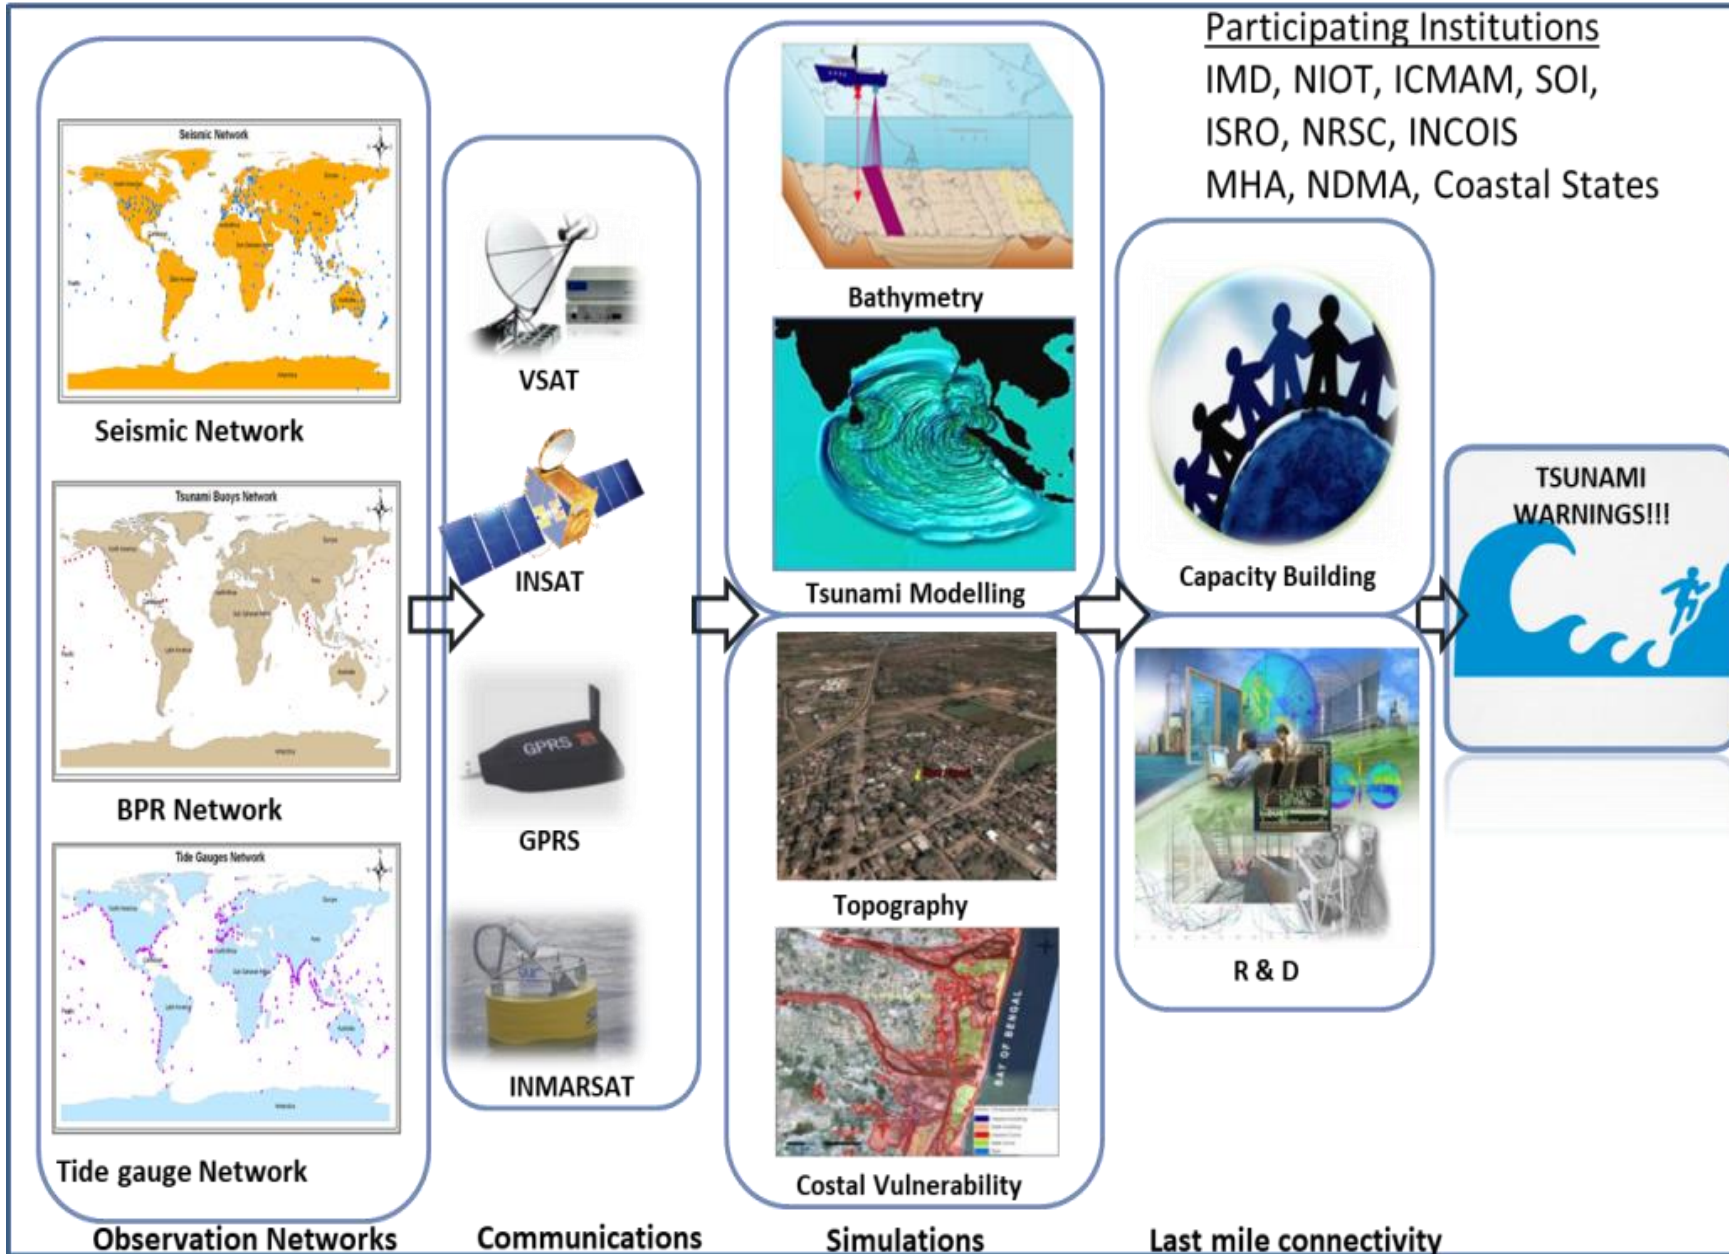 Participating Institutions
IMD, NIOT, ICMAM, SOI,
ISRO, NRSC, INCOIS
MHA, NDMA, Coastal States
Seismic Network
Seismic Network
Tsunami Buoys Network
BPR Network
Tide Gauges Network
Tide gauge Network
Observation Networks
VSAT
INSAT
GPRS
GPRS
INMARSAT
Communications
Bathymetry
Tsunami Modelling
Topography
BAY OF BENGAL
Costal Vulnerability
Simulations
Capacity Building
R & D
Last mile connectivity
TSUNAMI
WARNINGS!!!